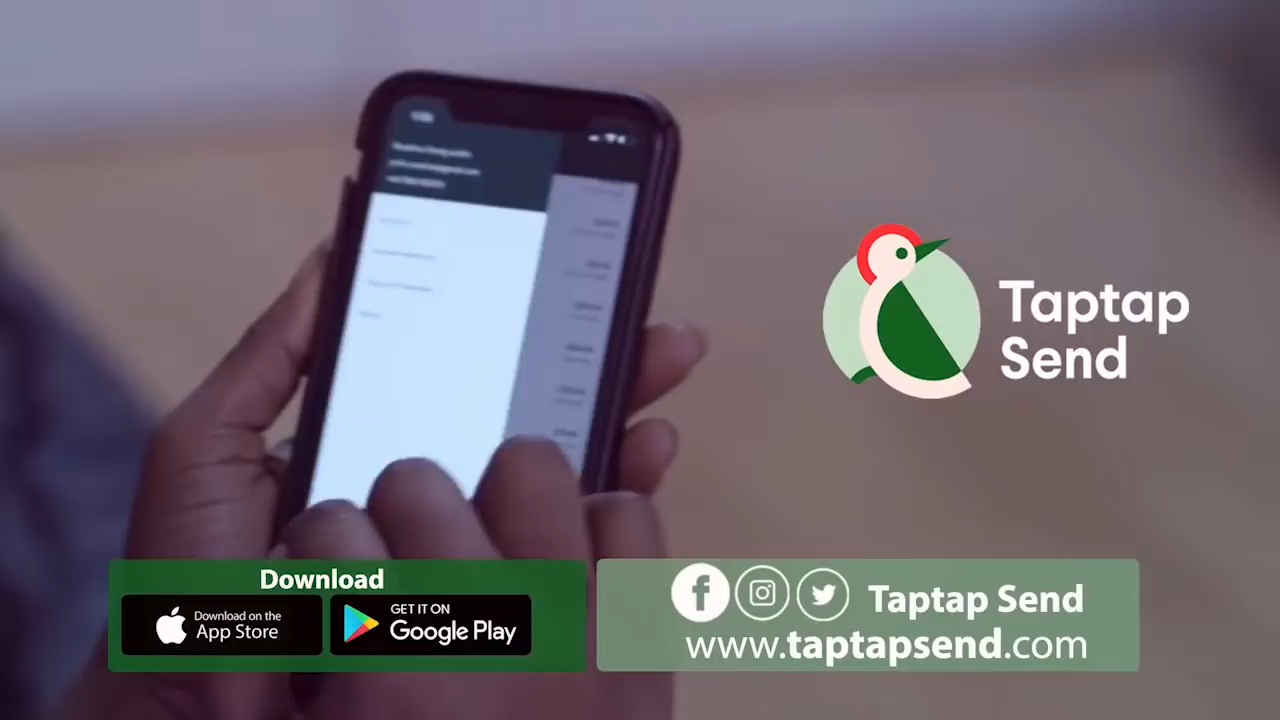 Taptap
Send
Download
Download on the
App Store
GET IT ON
Google Play
Taptap Send
www.taptapsend.com